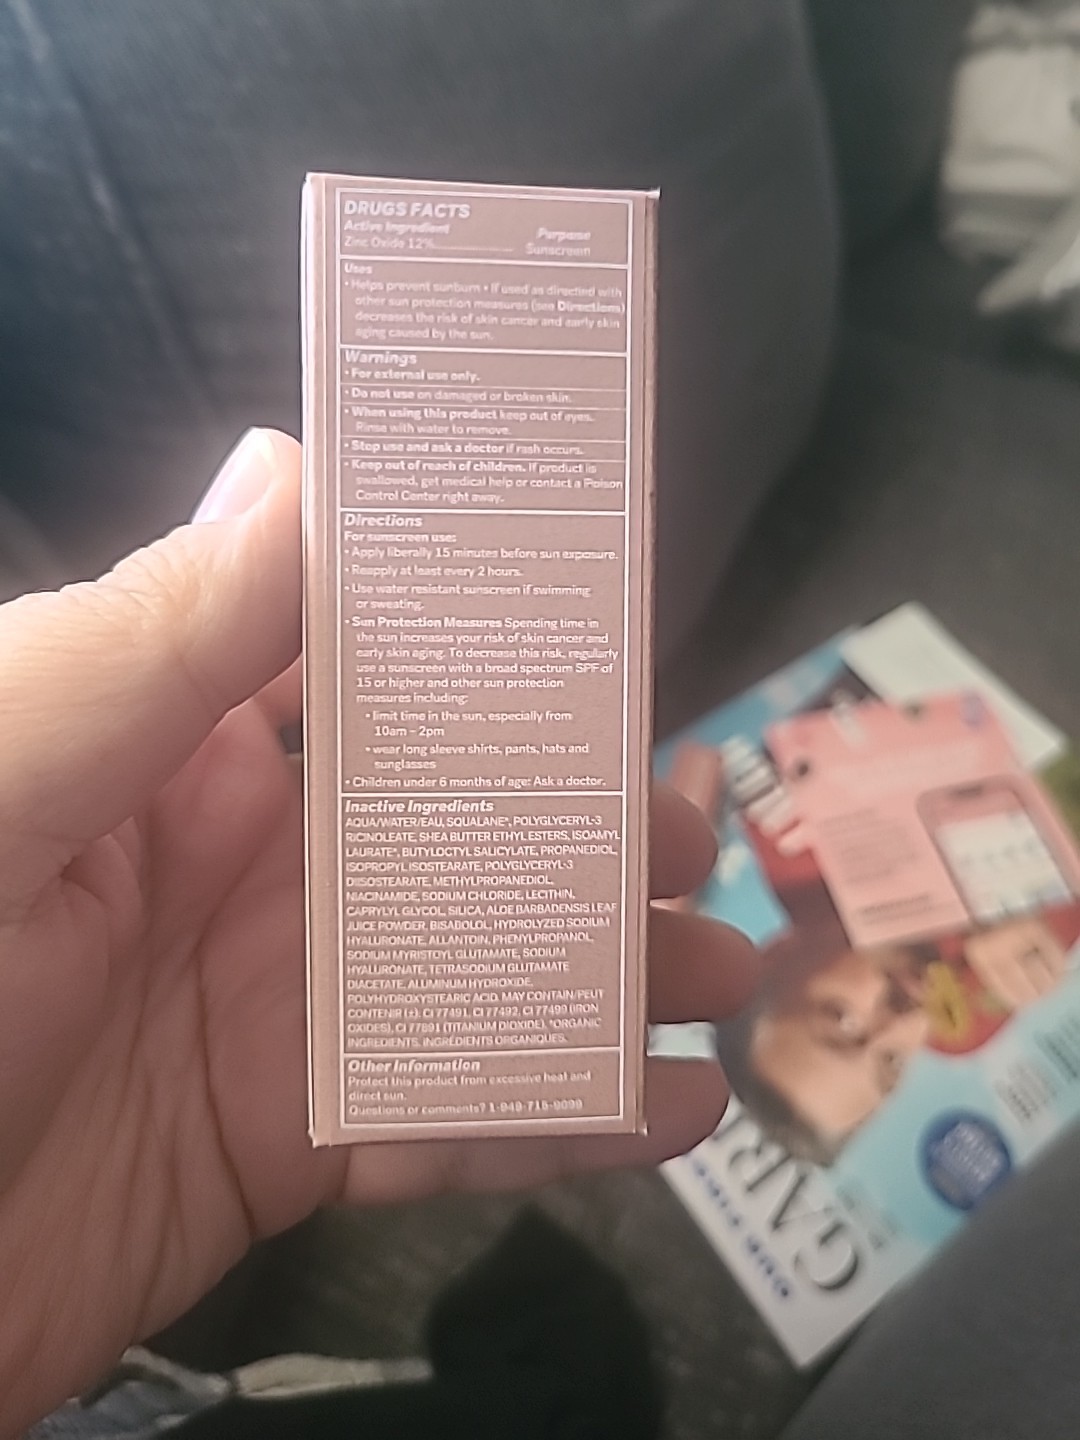 DRUGS FACTS
Active Ingredient Purpose
Zinc Oxide 12% Sunscreen
Uses
• Helps prevent sunburn • If used as directed with
other sun protection measures (see Directions)
decreases the risk of skin cancer and early skin
aging caused by the sun.
Warnings
• For external use only.
• Do not use on damaged or broken skin.
• When using this product keep out of eyes.
Rinse with water to remove.
• Stop use and ask a doctor if rash occurs.
• Keep out of reach of children. If product is
swallowed, get medical help or contact a Poison
Control Center right away.
Directions
For sunscreen use:
• Apply liberally 15 minutes before sun exposure.
• Reapply at least every 2 hours.
• Use water resistant sunscreen if swimming
or sweating.
• Sun Protection Measures Spending time in
the sun increases your risk of skin cancer and
early skin aging. To decrease this risk, regularly
use a sunscreen with a broad spectrum SPF of
15 or higher and other sun protection
measures including:
• limit time in the sun, especially from
10am – 2pm
• wear long sleeve shirts, pants, hats and
sunglasses
• Children under 6 months of age: Ask a doctor.
Inactive Ingredients
AQUA/WATER/EAU, SQUALANE*, POLYGLYCERYL-3
RICINOLEATE, SHEA BUTTER ETHYL ESTERS, ISOAMYL
LAURATE*, BUTYLOCTYL SALICYLATE, PROPANEDIOL,
ISOPROPYL ISOSTEARATE, POLYGLYCERYL-3
DIISOSTEARATE, METHYLPROPANEDIOL,
NIACINAMIDE, SODIUM CHLORIDE, LECITHIN,
CAPRYLYL GLYCOL, SILICA, ALOE BARBADENSIS LEAF
JUICE POWDER, BISABOLOL, HYDROLYZED SODIUM
HYALURONATE, ALLANTOIN, PHENYLPROPANOL,
SODIUM MYRISTOYL GLUTAMATE, SODIUM
HYALURONATE, TETRASODIUM GLUTAMATE
DIACETATE, ALUMINUM HYDROXIDE,
POLYHYDROXYSTEARIC ACID. MAY CONTAIN/PEUT
CONTENIR (±). CI 77491, CI 77492, CI 77499 (IRON
OXIDES), CI 77891 (TITANIUM DIOXIDE). *ORGANIC
INGREDIENTS. INGRÉDIENTS ORGANIQUES.
Other Information
Protect this product from excessive heat and
direct sun.
Questions or comments? 1-949-715-9099
GAR